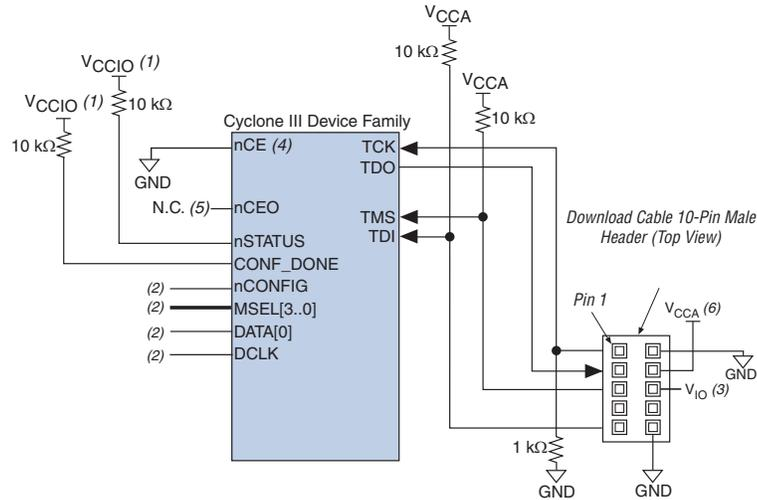 VCCA
10 kΩ
VCCIO (1)
10 kΩ
VCCA
10 kΩ
VCCIO (1)
10 kΩ
Cyclone III Device Family
nCE (4)
TCK
GND
TDO
N.C. (5)
nCEO
TMS
TDI
nSTATUS
CONF_DONE
(2)
nCONFIG
(2)
MSEL[3..0]
(2)
DATA[0]
(2)
DCLK
Download Cable 10-Pin Male
Header (Top View)
Pin 1
VCCA (6)
GND
VIO (3)
1 kΩ
GND
GND